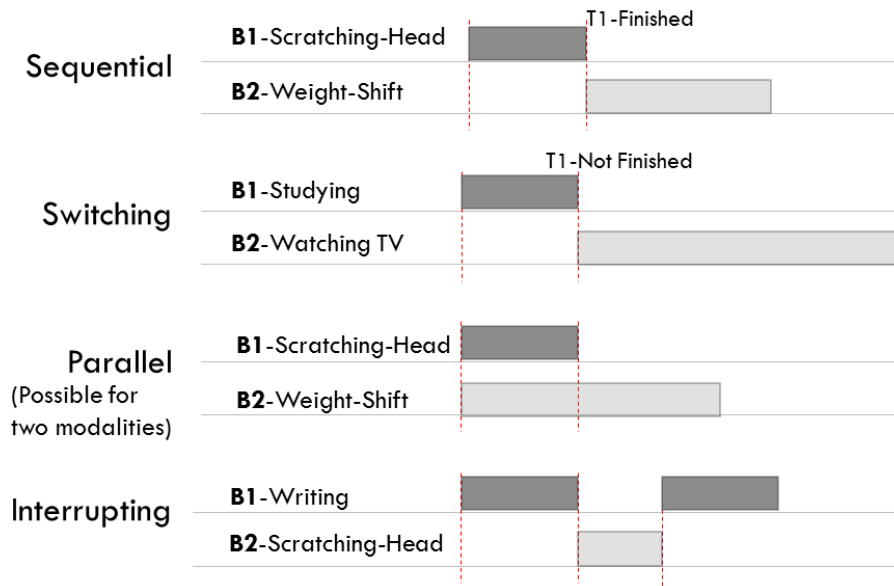 T1-Finished
B1-Scratching-Head
Sequential
B2-Weight-Shift
T1-Not Finished
B1-Studying
Switching
B2-Watching TV
B1-Scratching-Head
Parallel
(Possible for
two modalities)
B2-Weight-Shift
B1-Writing
Interrupting
B2-Scratching-Head